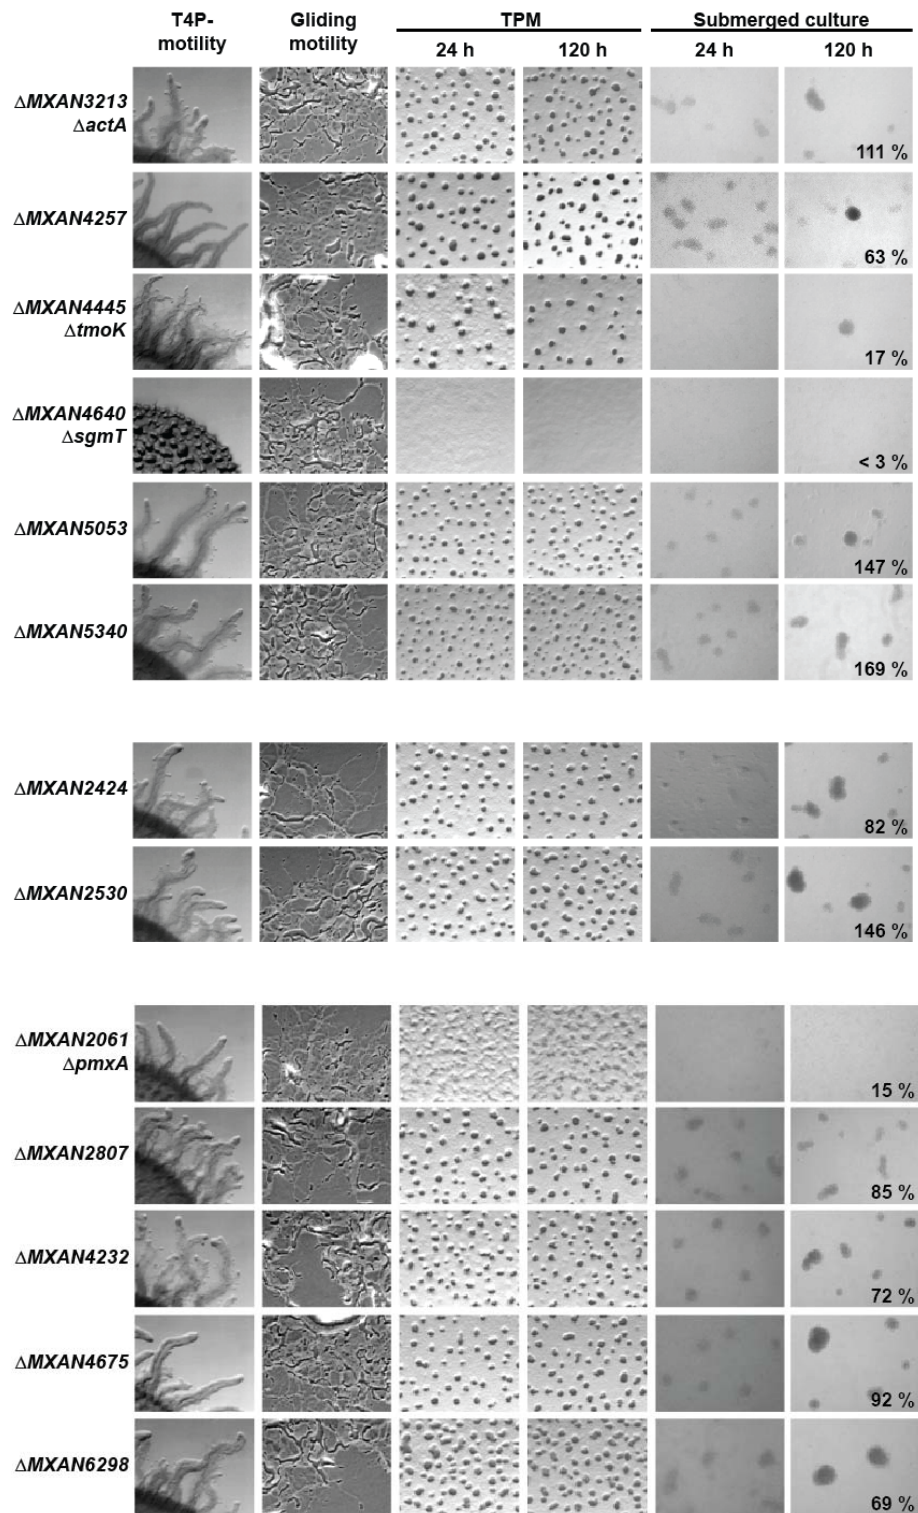 T4P-
motility
Gliding
motility
TPM
Submerged culture
24 h
120 h
24 h
120 h
ΔMXAN3213
ΔactA
111 %
ΔMXAN4257
63 %
ΔMXAN4445
ΔtmoK
17 %
ΔMXAN4640
ΔsgmT
< 3 %
ΔMXAN5053
147 %
ΔMXAN5340
169 %
ΔMXAN2424
82 %
ΔMXAN2530
146 %
ΔMXAN2061
ΔpmxA
15 %
ΔMXAN2807
85 %
ΔMXAN4232
72 %
ΔMXAN4675
92 %
ΔMXAN6298
69 %